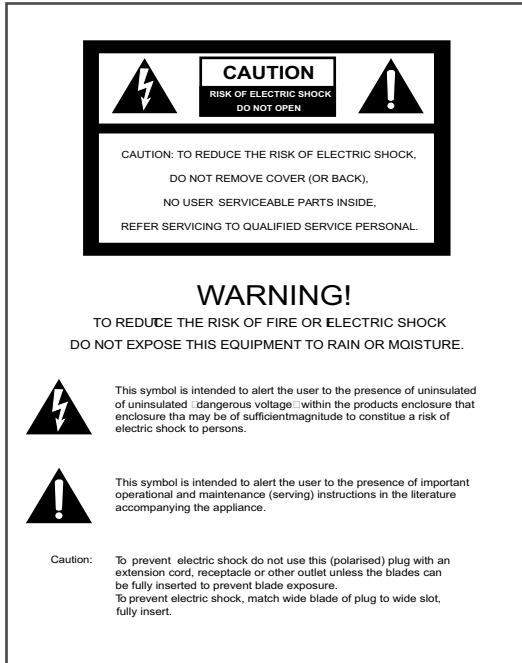 CAUTION
RISK OF ELECTRIC SHOCK
DO NOT OPEN
CAUTION: TO REDUCE THE RISK OF ELECTRIC SHOCK,
DO NOT REMOVE COVER (OR BACK),
NO USER SERVICEABLE PARTS INSIDE,
REFER SERVICING TO QUALIFIED SERVICE PERSONAL.
WARNING!
TO REDUCE THE RISK OF FIRE OR ELECTRIC SHOCK
DO NOT EXPOSE THIS EQUIPMENT TO RAIN OR MOISTURE.
This symbol is intended to alert the user to the presence of uninsulated
of uninsulated □dangerous voltage□ within the products enclosure that
enclosure tha may be of sufficientmagnitude to constitue a risk of
electric shock to persons.
This symbol is intended to alert the user to the presence of important
operational and maintenance (serving) instructions in the literature
accompanying the appliance.
Caution: To prevent electric shock do not use this (polarised) plug with an
extension cord, receptacle or other outlet unless the blades can
be fully inserted to prevent blade exposure.
To prevent electric shock, match wide blade of plug to wide slot,
fully insert.